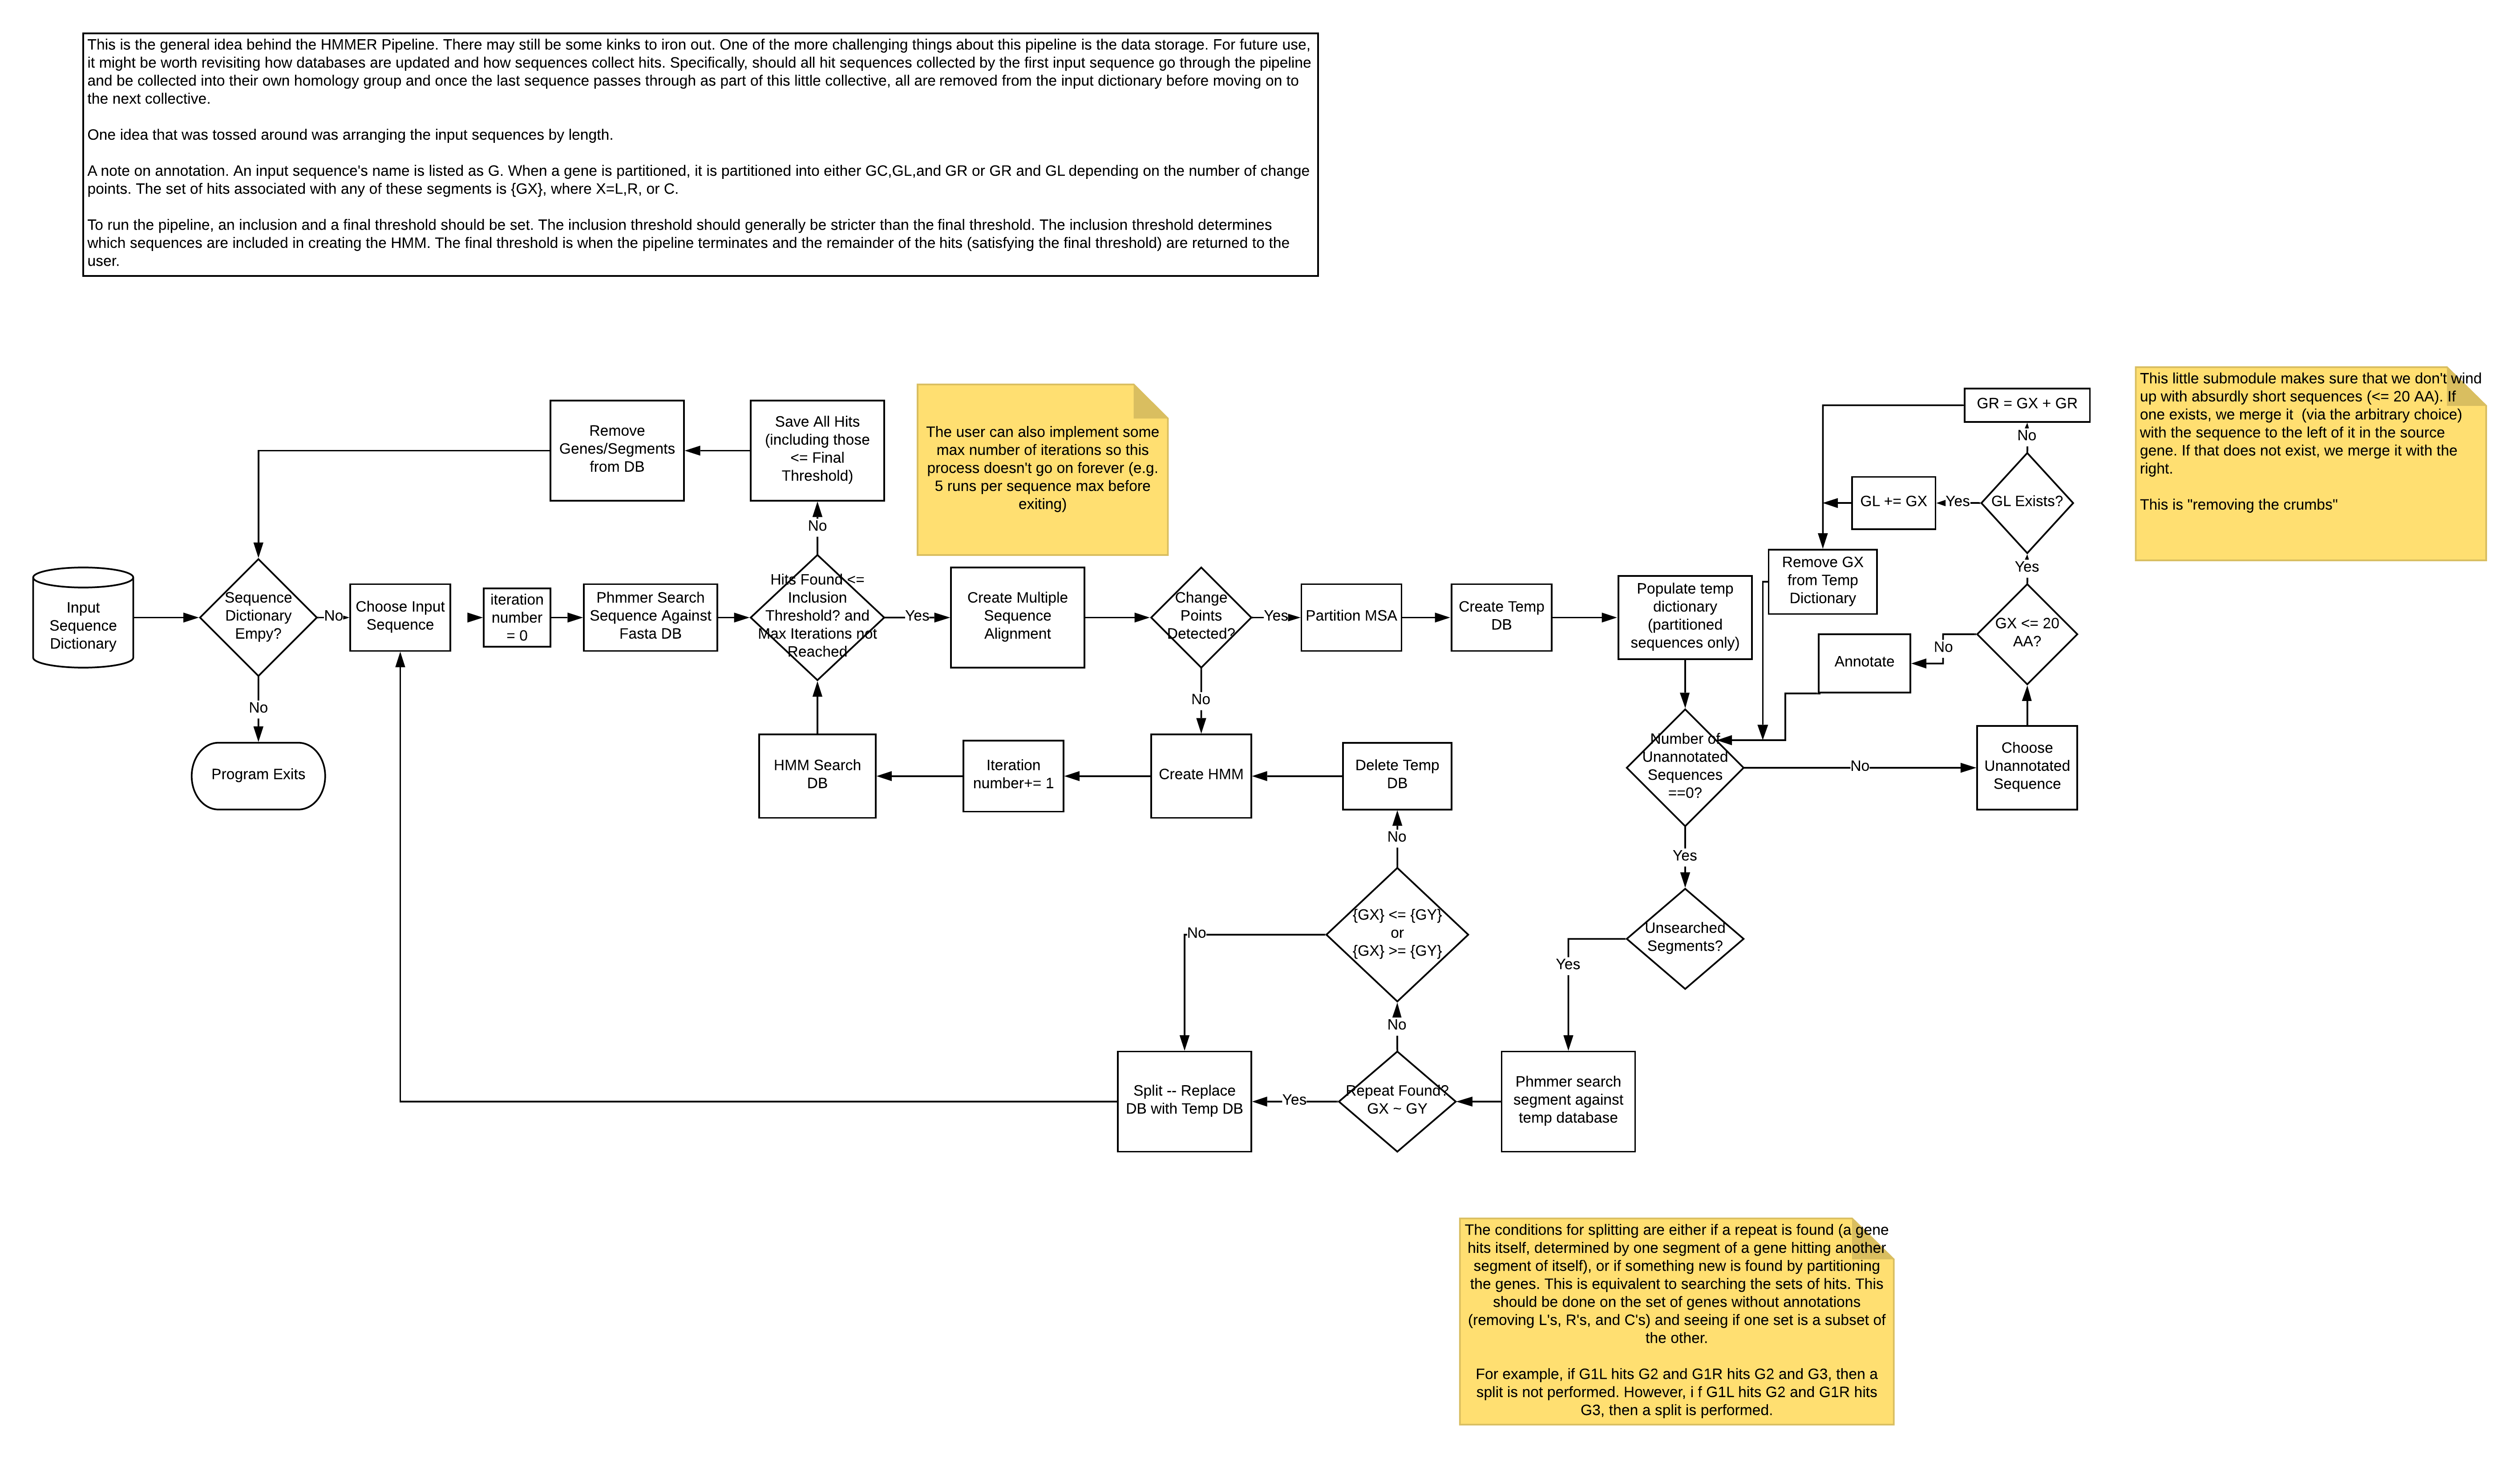 This is the general idea behind the HMMER Pipeline. There may still be some kinks to iron out. One of the more challenging things about this pipeline is the data storage. For future use,
it might be worth revisiting how databases are updated and how sequences collect hits. Specifically, should all hit sequences collected by the first input sequence go through the pipeline
and be collected into their own homology group and once the last sequence passes through as part of this little collective, all are removed from the input dictionary before moving on to
the next collective.
One idea that was tossed around was arranging the input sequences by length.
A note on annotation. An input sequence's name is listed as G. When a gene is partitioned, it is partitioned into either GC,GL,and GR or GR and GL depending on the number of change
points. The set of hits associated with any of these segments is {GX}, where X=L,R, or C.
To run the pipeline, an inclusion and a final threshold should be set. The inclusion threshold should generally be stricter than the final threshold. The inclusion threshold determines
which sequences are included in creating the HMM. The final threshold is when the pipeline terminates and the remainder of the hits (satisfying the final threshold) are returned to the
user.
Remove
Genes/Segments
from DB
Save All Hits
(including those
<= Final
Threshold)
The user can also implement some
max number of iterations so this
process doesn't go on forever (e.g.
5 runs per sequence max before
exiting)
GR = GX + GR
This little submodule makes sure that we don't wind
up with absurdly short sequences (<= 20 AA). If
one exists, we merge it  (via the arbitrary choice)
with the sequence to the left of it in the source
gene. If that does not exist, we merge it with the
right.
This is "removing the crumbs"
No
GL += GX
Yes
GL Exists?
No
Yes
Input
Sequence
Dictionary
Sequence
Dictionary
Empy?
No
Choose Input
Sequence
iteration
number
= 0
Phmmer Search
Sequence Against
Fasta DB
Hits Found <=
Inclusion
Threshold? and
Max Iterations not
Reached
Yes
Create Multiple
Sequence
Alignment
Change
Points
Detected?
Yes
Partition MSA
Create Temp
DB
Populate temp
dictionary
(partitioned
sequences only)
Remove GX
from Temp
Dictionary
GX <= 20
AA?
No
Annotate
No
Program Exits
No
HMM Search
DB
Iteration
number+= 1
Create HMM
Delete Temp
DB
Number of
Unannotated
Sequences
==0?
No
Choose
Unannotated
Sequence
No
Yes
{GX} <= {GY}
or
{GX} >= {GY}
No
Unsearched
Segments?
Yes
No
Split -- Replace
DB with Temp DB
Yes
Repeat Found?
GX ~ GY
Phmmer search
segment against
temp database
The conditions for splitting are either if a repeat is found (a gene
hits itself, determined by one segment of a gene hitting another
segment of itself), or if something new is found by partitioning
the genes. This is equivalent to searching the sets of hits. This
should be done on the set of genes without annotations
(removing L's, R's, and C's) and seeing if one set is a subset of
the other.
For example, if G1L hits G2 and G1R hits G2 and G3, then a
split is not performed. However, i f G1L hits G2 and G1R hits
G3, then a split is performed.